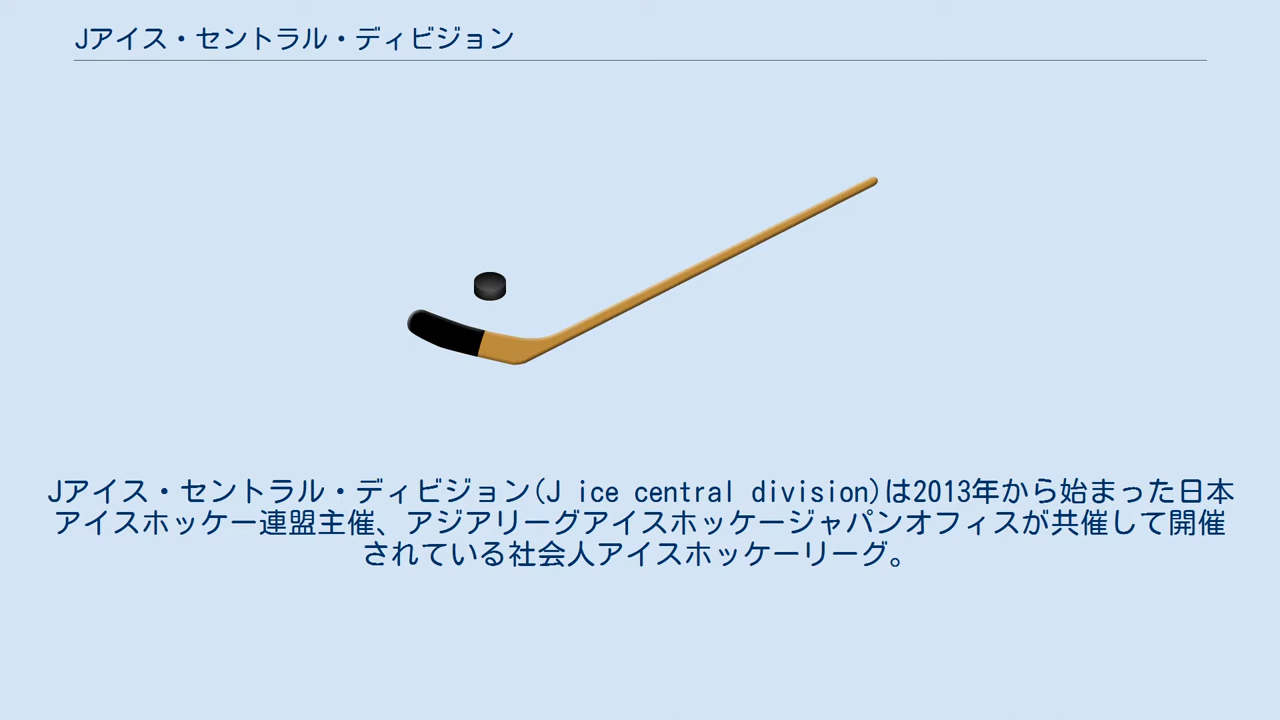 Jアイス・セントラル・ディビジョン
Jアイス・セントラル・ディビジョン(J ice central division)は2013年から始まった日本
アイスホッケー連盟主催、アジアリーグアイスホッケージャパンオフィスが共催して開催
されている社会人アイスホッケーリーグ。